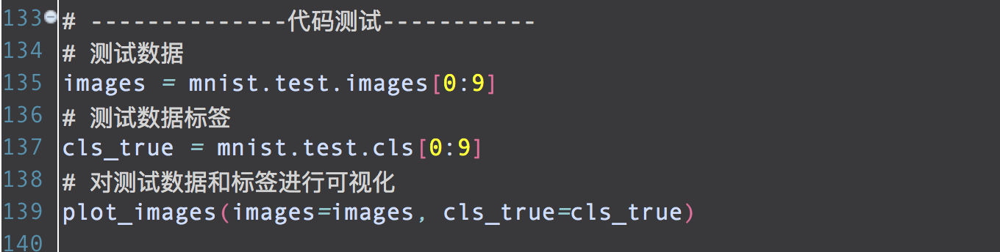 133 # --------------代码测试-----------
134 # 测试数据
135 images = mnist.test.images[0:9]
136 # 测试数据标签
137 cls_true = mnist.test.cls[0:9]
138 # 对测试数据和标签进行可视化
139 plot_images(images=images, cls_true=cls_true)
140